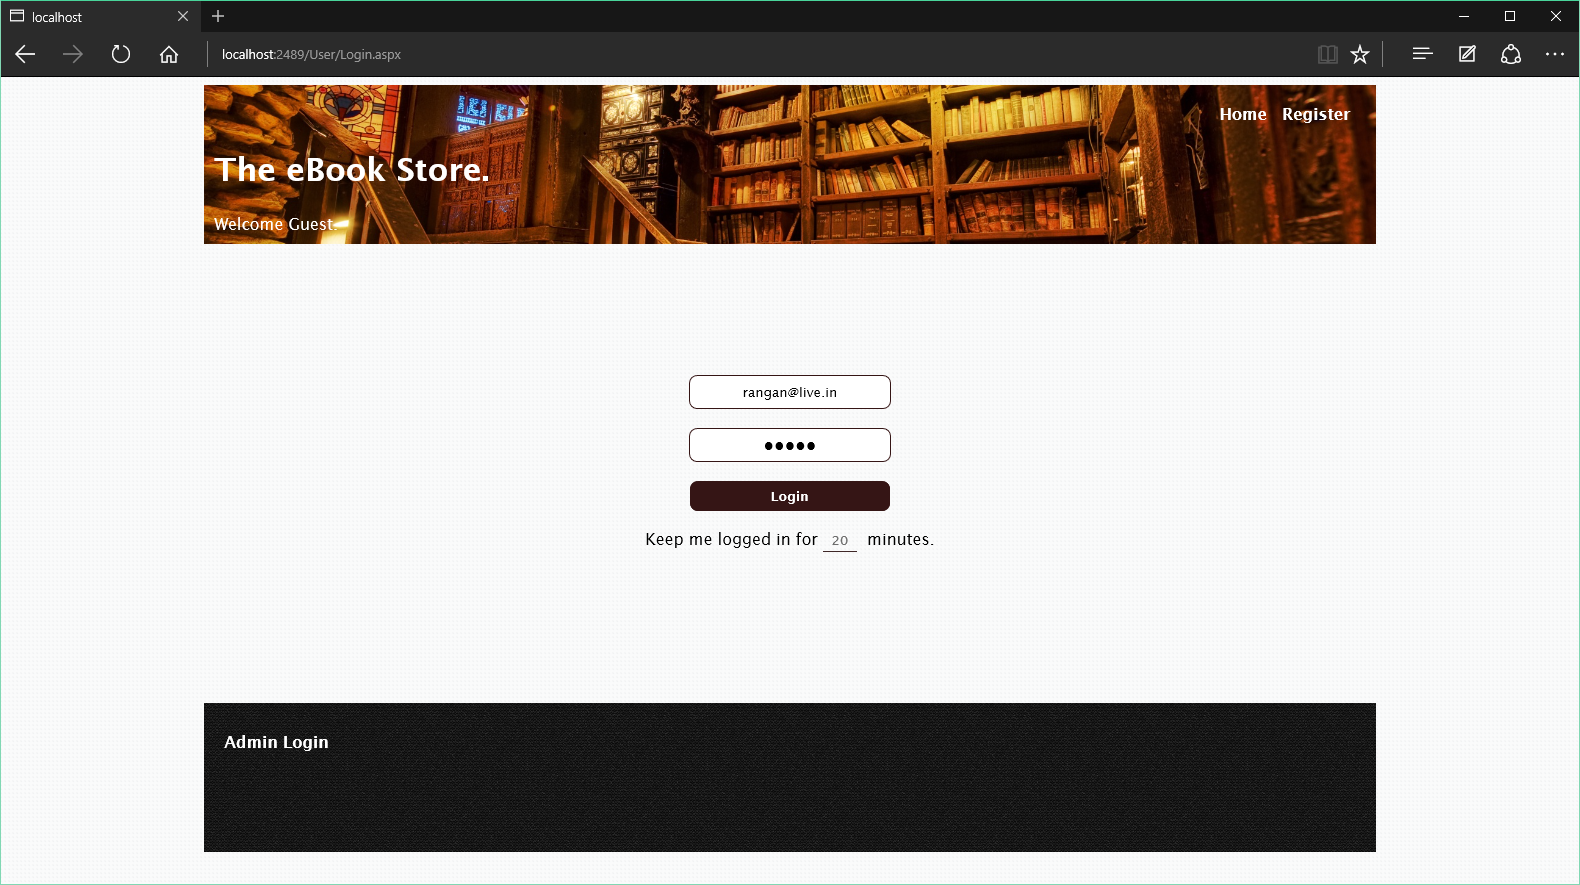 localhost
localhost:2489/User/Login.aspx
Home Register
The eBook Store.
Welcome Guest.
rangan@live.in
●●●●●
Login
Keep me logged in for 20 minutes.
Admin Login